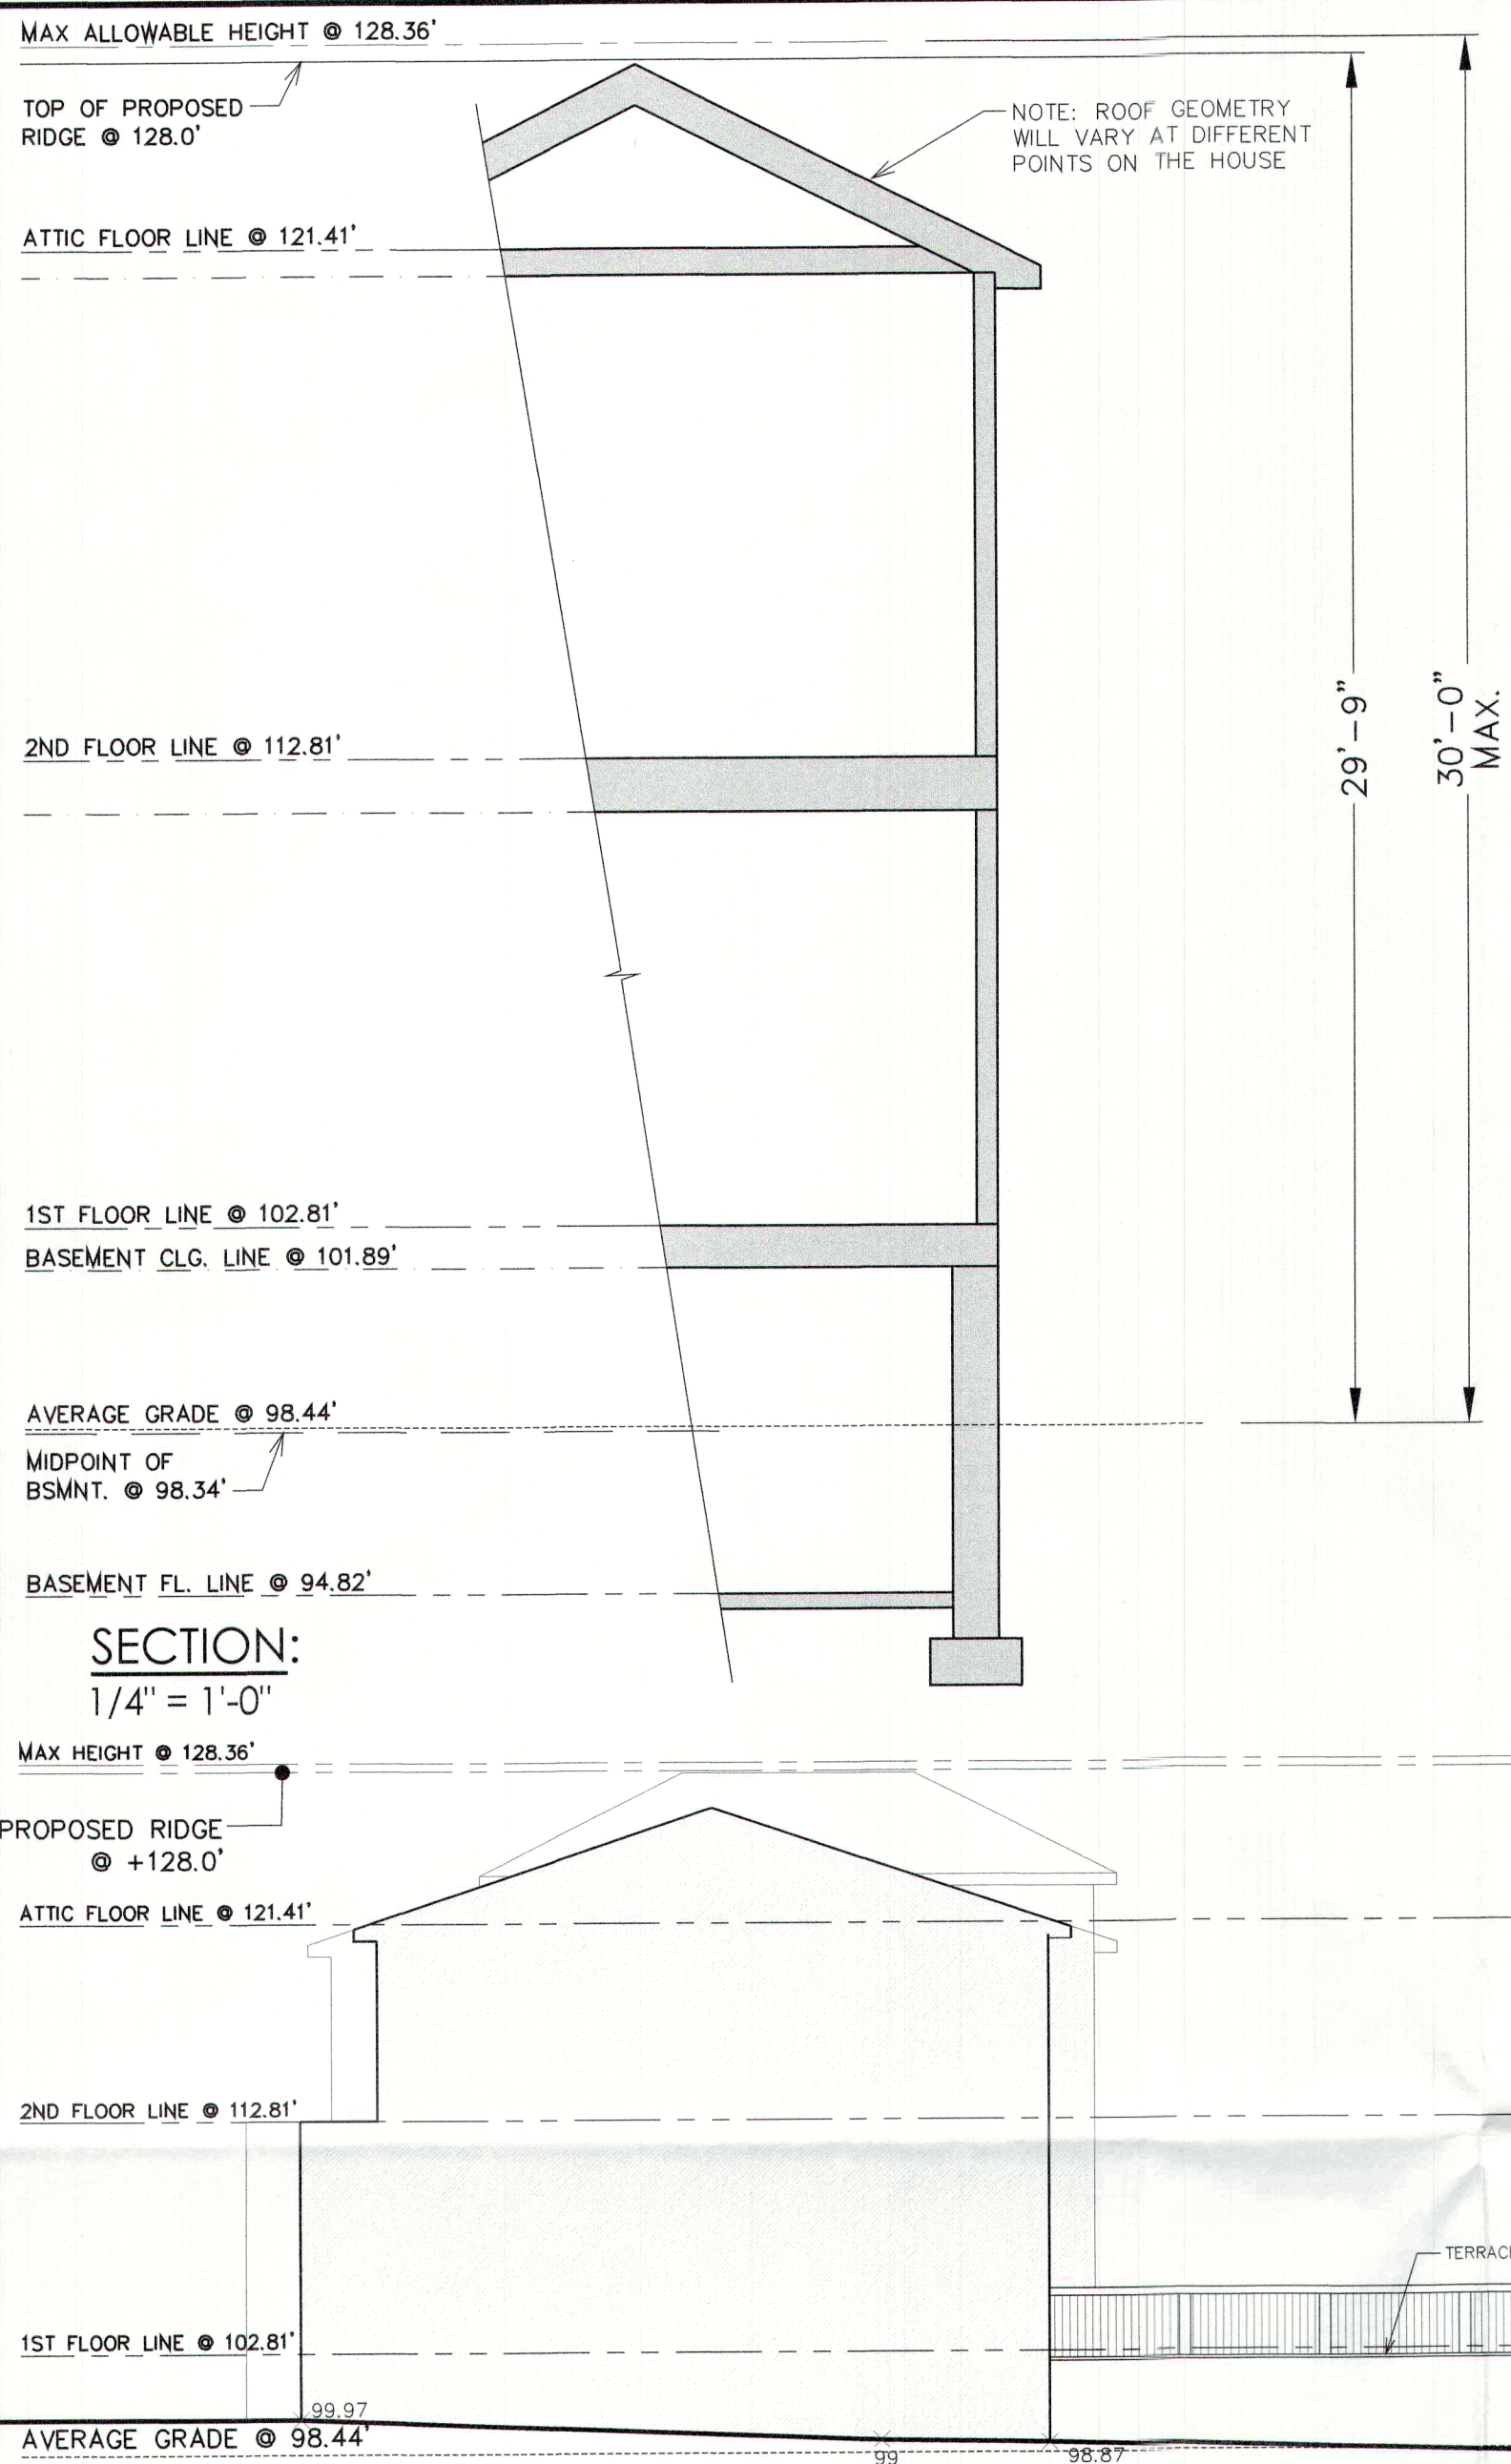 MAX ALLOWABLE HEIGHT @ 128.36'
TOP OF PROPOSED
RIDGE @ 128.0'
NOTE: ROOF GEOMETRY
WILL VARY AT DIFFERENT
POINTS ON THE HOUSE
ATTIC FLOOR LINE @ 121.41'
2ND FLOOR LINE @ 112.81'
29'-9"
30'-0"
MAX.
1ST FLOOR LINE @ 102.81'
BASEMENT CLG. LINE @ 101.89'
AVERAGE GRADE @ 98.44'
MIDPOINT OF
BSMNT. @ 98.34'
BASEMENT FL. LINE @ 94.82'
SECTION:
1/4" = 1'-0"
MAX HEIGHT @ 128.36'
PROPOSED RIDGE
@ +128.0'
ATTIC FLOOR LINE @ 121.41'
2ND FLOOR LINE @ 112.81'
TERRAC
1ST FLOOR LINE @ 102.81'
99.97
AVERAGE GRADE @ 98.44'
99
98.87